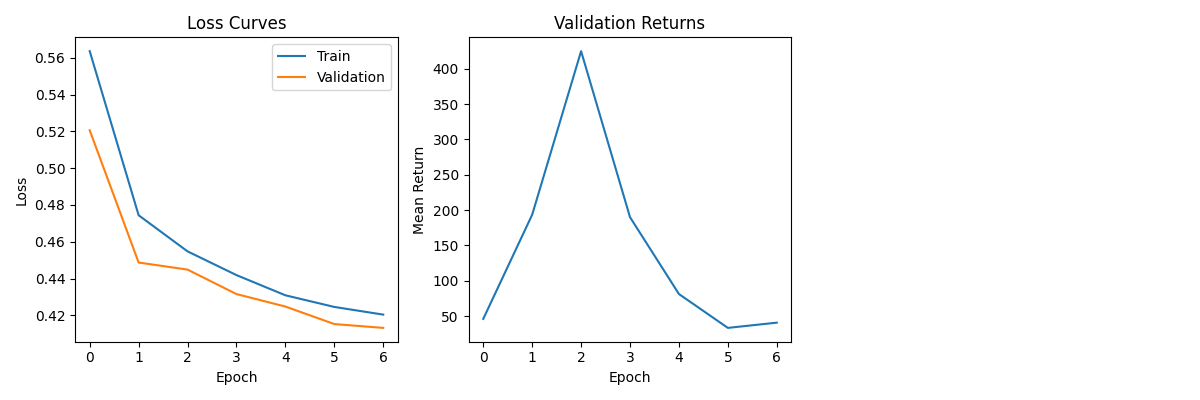 Loss Curves
Train
Validation
0.56
0.54
0.52
0.50
0.48
0.46
0.44
0.42
Loss
0 1 2 3 4 5 6
Epoch
Validation Returns
400
350
300
250
200
150
100
50
Mean Return
0 1 2 3 4 5 6
Epoch